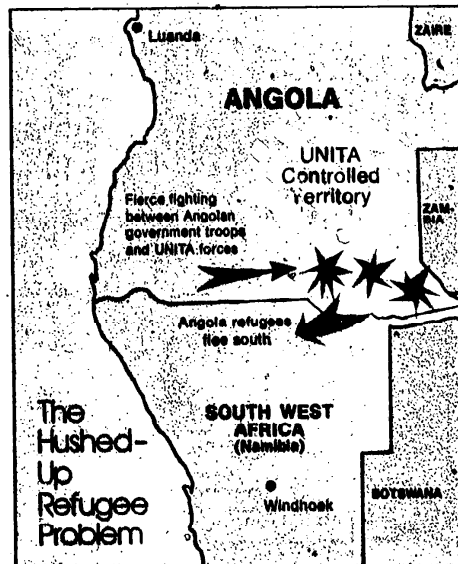 Luanda
ZAIRE
ANGOLA
UNITA
Controlled
Territory
Fierce fighting
between Angolan
government troops
and UNITA forces
ZAM-
BIA
Angola refugees
flee south
The
Hushed-
Up
Refugee
Problem
SOUTH WEST
AFRICA
(Namibia)
Windhoek
BOTSWANA